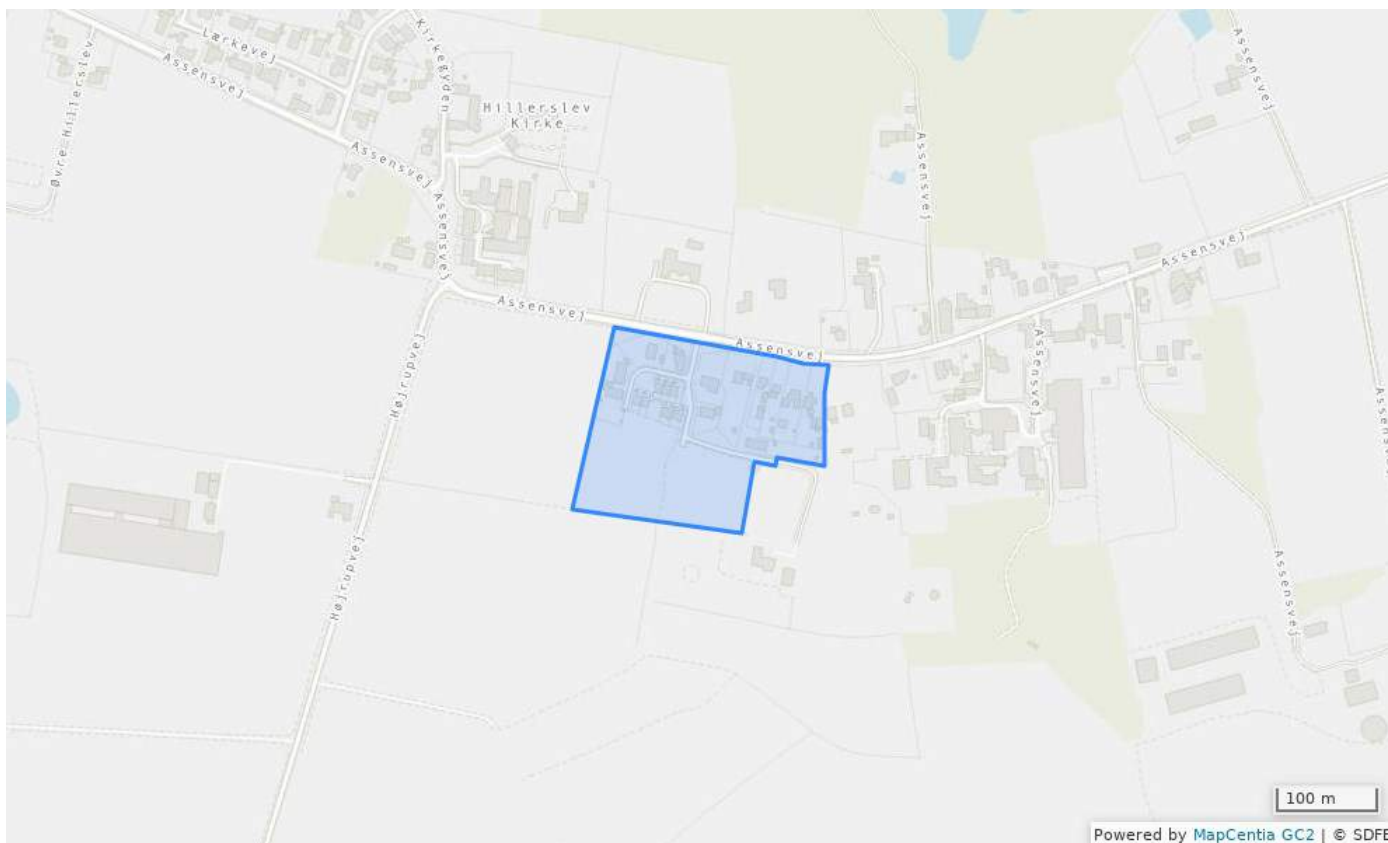 Lærkevej
Kirkegyden
Assensvej
Øvre Hillerslev
Hillerslev
Kirke
Assensvej
Assensvej
Assensvej
Assensvej
Assensvej
Assensvej
Assensvej
Assensvej
Højrupvej
Assensvej
Assensvej
Højrupvej
Assensvej
100 m
Powered by MapCentia GC2 | © SDFE